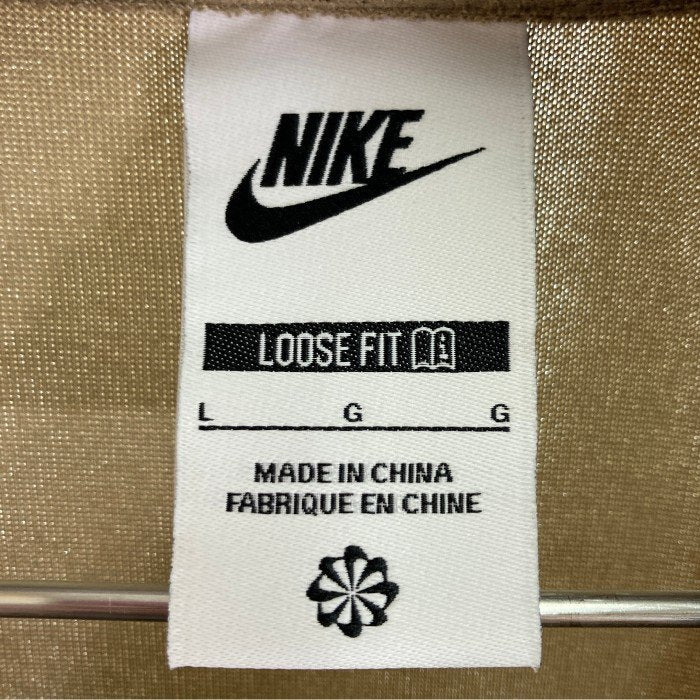 NIKE
LOOSE FIT
L G G
MADE IN CHINA
FABRIQUE EN CHINE